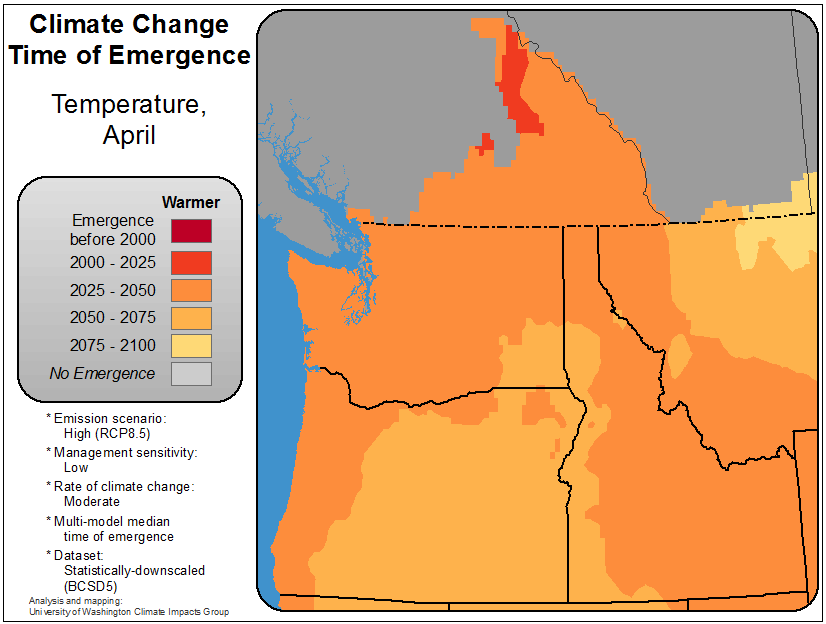 Climate Change
Time of Emergence
Temperature,
April
Warmer
Emergence
before 2000
2000 - 2025
2025 - 2050
2050 - 2075
2075 - 2100
No Emergence
* Emission scenario:
High (RCP8.5)
* Management sensitivity:
Low
* Rate of climate change:
Moderate
* Multi-model median
time of emergence
* Dataset:
Statistically-downscaled
(BCSD5)
Analysis and mapping:
University of Washington Climate Impacts Group